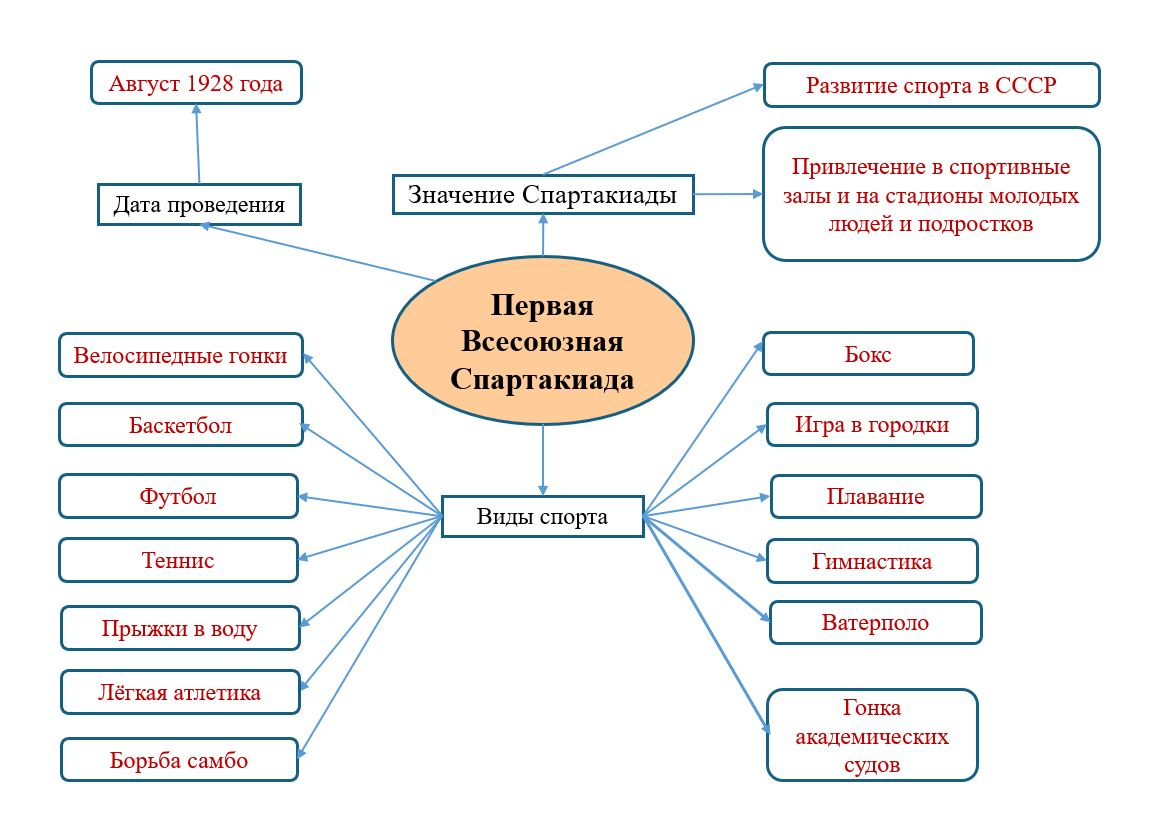 Август 1928 года
Развитие спорта в СССР
Привлечение в спортивные
залы и на стадионы молодых
людей и подростков
Значение Спартакиады
Дата проведения
Первая
Всесоюзная
Спартакиада
Велосипедные гонки
Баскетбол
Футбол
Теннис
Прыжки в воду
Лёгкая атлетика
Борьба самбо
Виды спорта
Бокс
Игра в городки
Плавание
Гимнастика
Ватерполо
Гонка
академических
судов